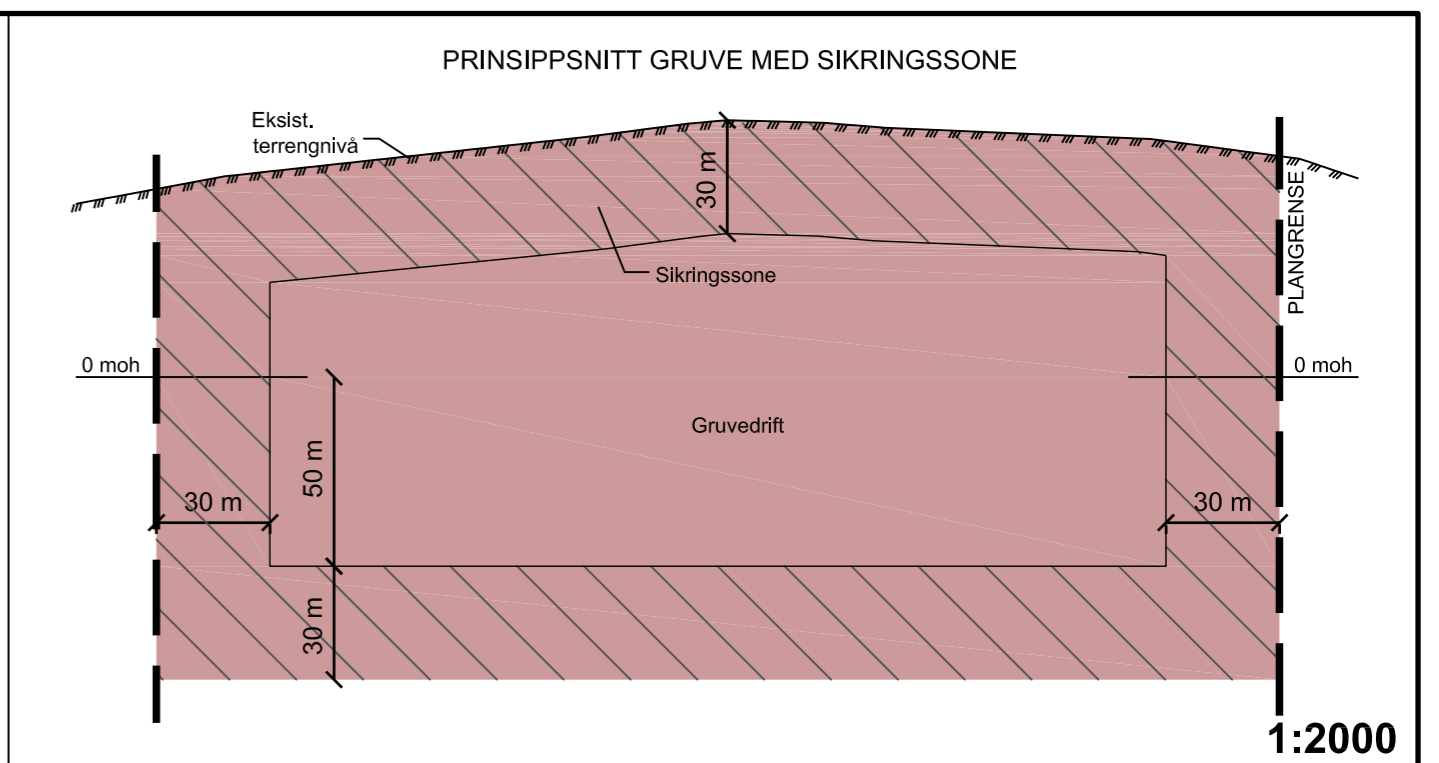 PRINSIPPSNITT GRUVE MED SIKRINGSSONE
Eksist.
terrengnivå
30 m
PLANGRENSE
Sikringssone
0 moh
0 moh
Gruvedrift
50 m
30 m
30 m
30 m
1:2000